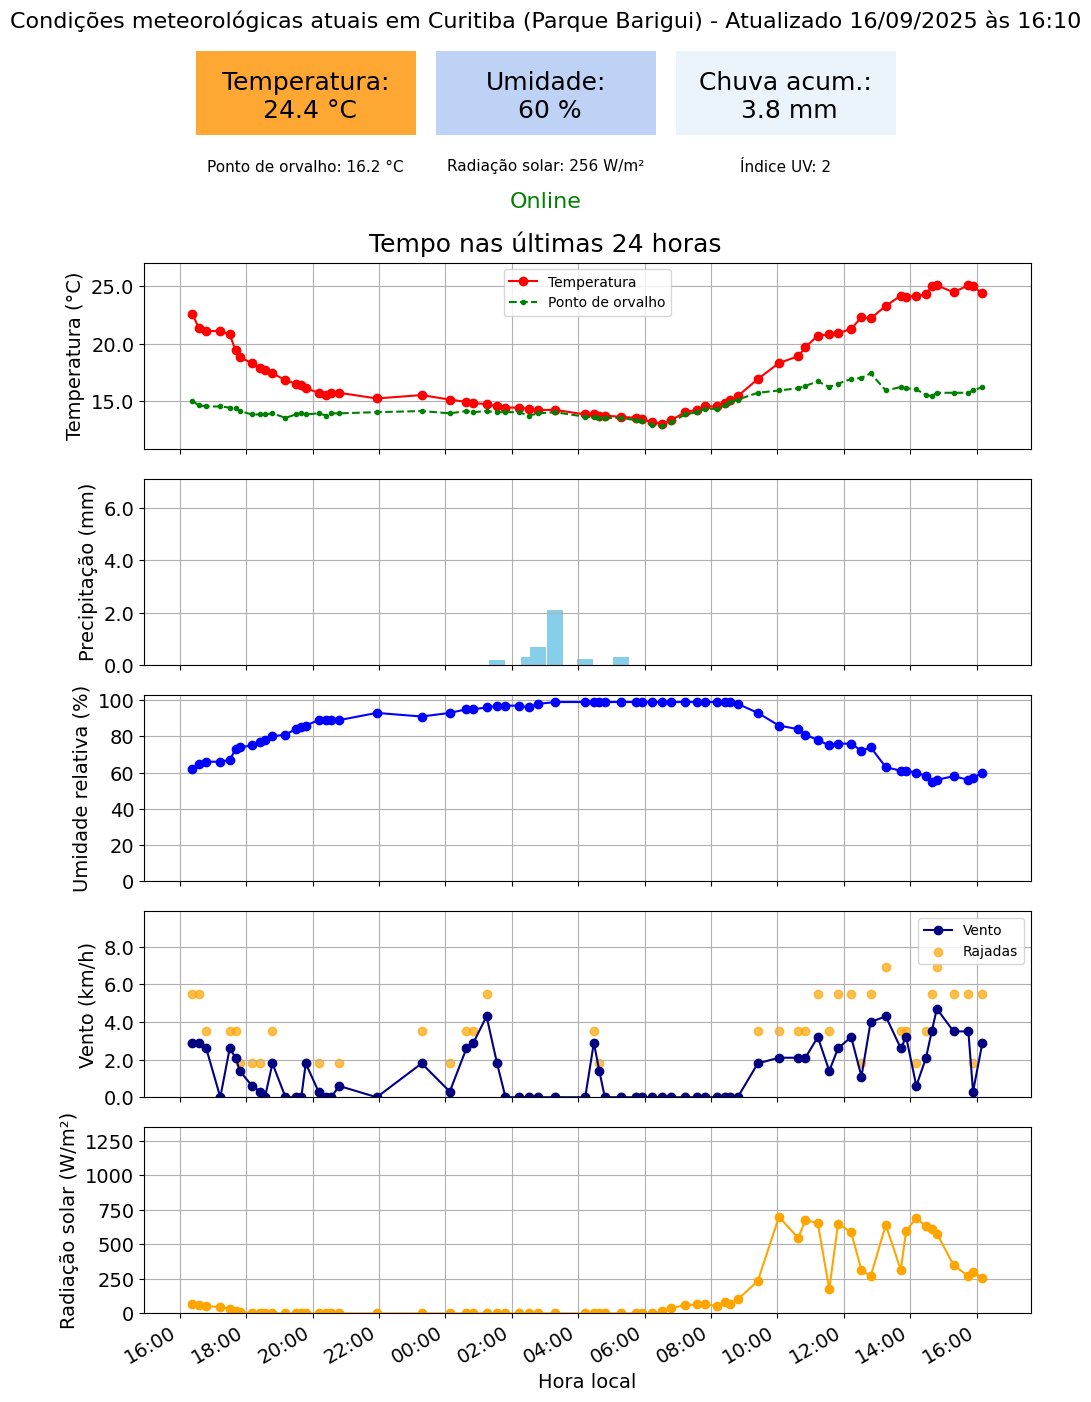 Condições meteorológicas atuais em Curitiba (Parque Barigui) - Atualizado 16/09/2025 às 16:10
Temperatura:
24.4 °C
Umidade:
60 %
Chuva acum.:
3.8 mm
Ponto de orvalho: 16.2 °C
Radiação solar: 256 W/m²
Índice UV: 2
Online
Tempo nas últimas 24 horas
Temperatura (°C)
25.0
20.0
15.0
Temperatura
Ponto de orvalho
Precipitação (mm)
6.0
4.0
2.0
0.0
Umidade relativa (%)
100
80
60
40
20
0
Vento (km/h)
8.0
6.0
4.0
2.0
0.0
Vento
Rajadas
Radiação solar (W/m²)
1250
1000
750
500
250
0
16:00
18:00
20:00
22:00
00:00
02:00
04:00
06:00
08:00
10:00
12:00
14:00
16:00
Hora local